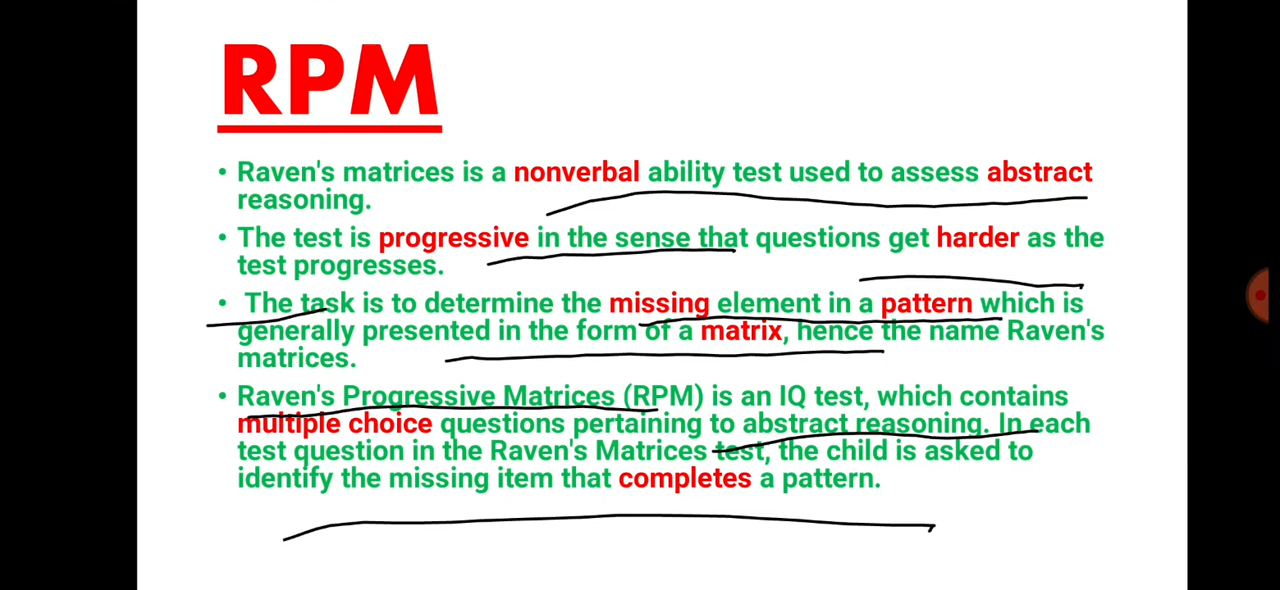 RPM
• Raven's matrices is a nonverbal ability test used to assess abstract
reasoning.
• The test is progressive in the sense that questions get harder as the
test progresses.
• The task is to determine the missing element in a pattern which is
generally presented in the form of a matrix, hence the name Raven's
matrices.
• Raven's Progressive Matrices (RPM) is an IQ test, which contains
multiple choice questions pertaining to abstract reasoning. In each
test question in the Raven's Matrices test, the child is asked to
identify the missing item that completes a pattern.